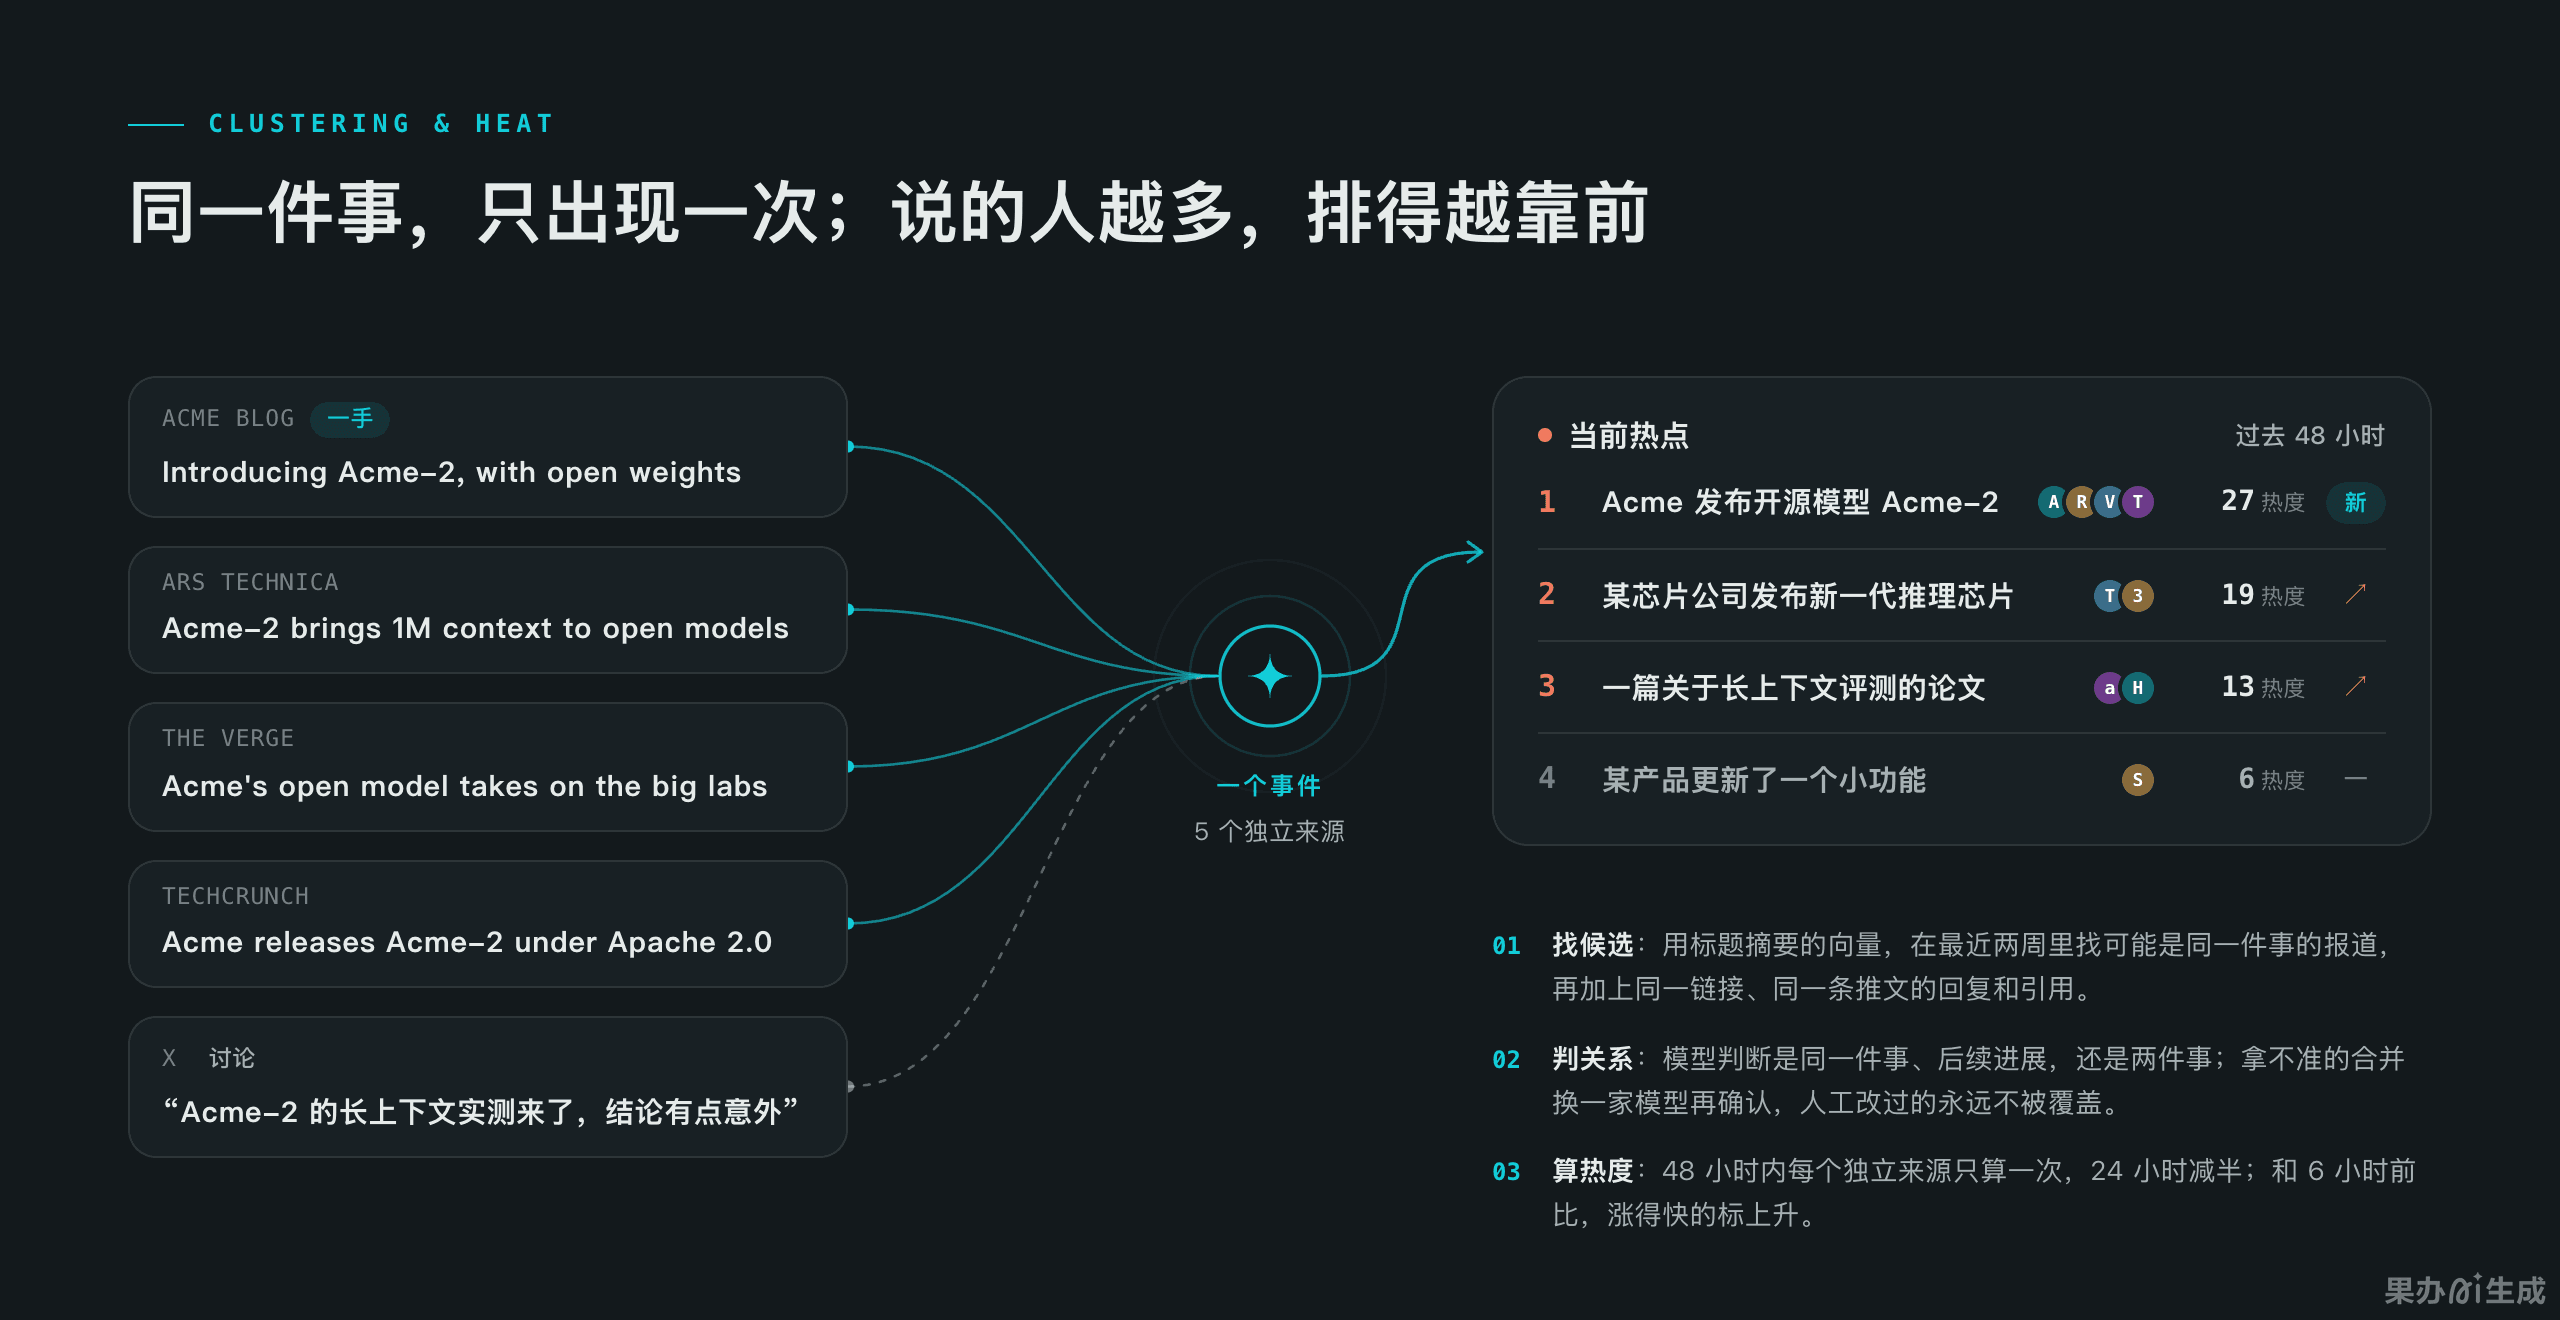 CLUSTERING & HEAT
同一件事，只出现一次；说的人越多，排得越靠前
ACME BLOG 一手
Introducing Acme–2, with open weights
ARS TECHNICA
Acme–2 brings 1M context to open models
THE VERGE
Acme's open model takes on the big labs
TECHCRUNCH
Acme releases Acme–2 under Apache 2.0
X 讨论
“Acme–2 的长上下文实测来了，结论有点意外”
一个事件
5 个独立来源
当前热点 过去 48 小时
1 Acme 发布开源模型 Acme–2 A R V T 27 热度 新
2 某芯片公司发布新一代推理芯片 T 3 19 热度 ↗
3 一篇关于长上下文评测的论文 a H 13 热度 ↗
4 某产品更新了一个小功能 S 6 热度 —
01 找候选：用标题摘要的向量，在最近两周里找可能是同一件事的报道，
再加上同一链接、同一条推文的回复和引用。
02 判关系：模型判断是同一件事、后续进展，还是两件事；拿不准的合并
换一家模型再确认，人工改过的永远不被覆盖。
03 算热度：48 小时内每个独立来源只算一次，24 小时减半；和 6 小时前
比，涨得快的标上升。
果办Ai生成